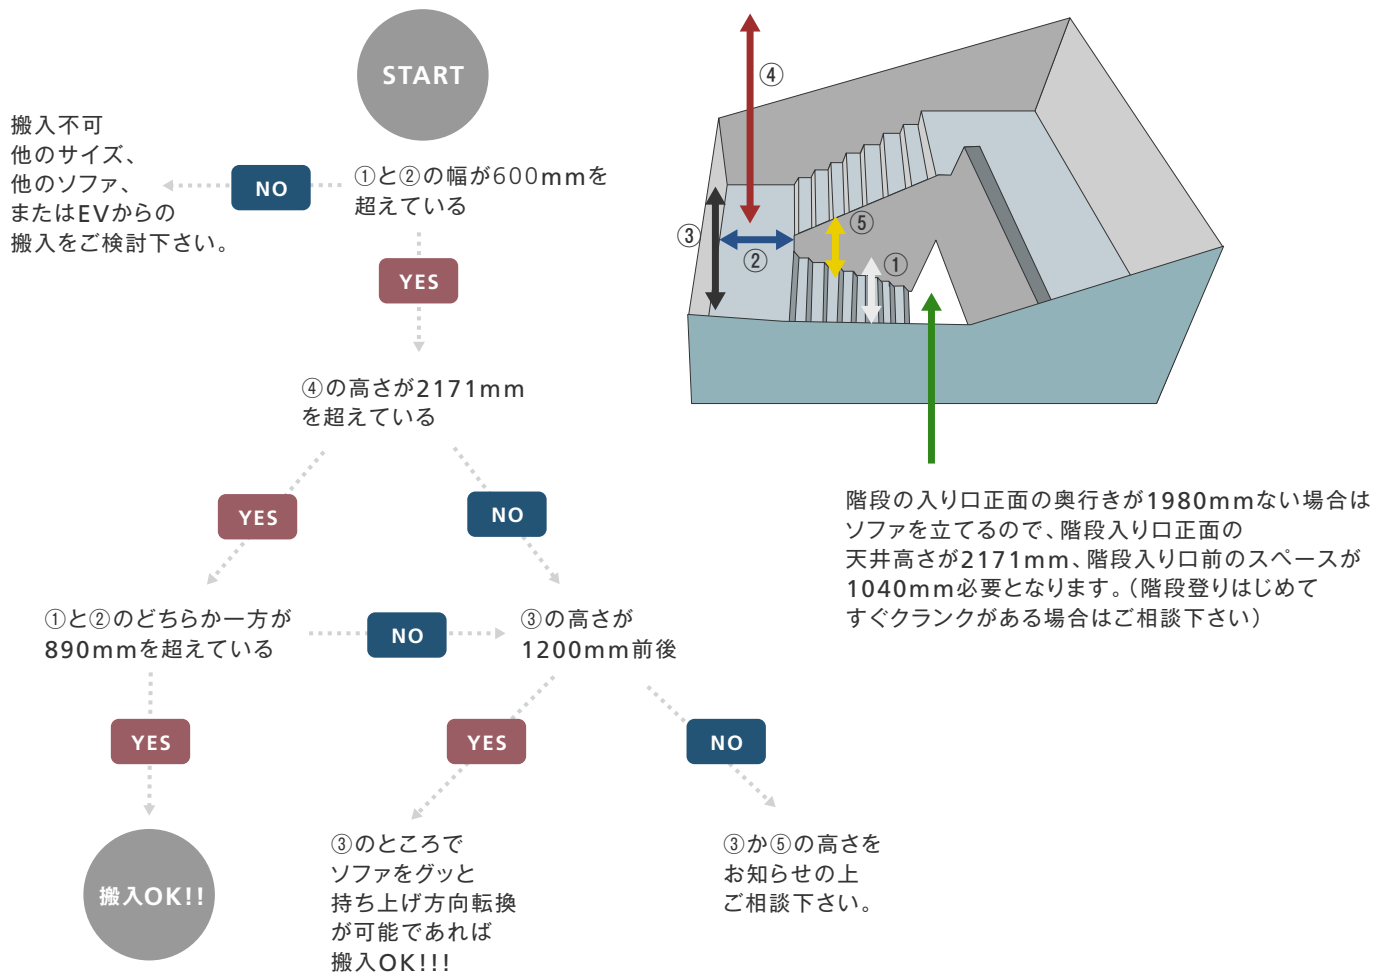 START
搬入不可
他のサイズ、
他のソファ、
またはEVからの
搬入をご検討下さい。
NO
①と②の幅が600mmを
超えている
YES
④の高さが2171mm
を超えている
YES
NO
①と②のどちらか一方が
890mmを超えている
NO
③の高さが
1200mm前後
YES
YES
NO
搬入OK!!
③のところで
ソファをグッと
持ち上げ方向転換
が可能であれば
搬入OK!!!
③か⑤の高さを
お知らせの上
ご相談下さい。
④
③
②
⑤
①
階段の入り口正面の奥行きが1980mmない場合は
ソファを立てるので、階段入り口正面の
天井高さが2171mm、階段入り口前のスペースが
1040mm必要となります。（階段登りはじめて
すぐクランクがある場合はご相談下さい）